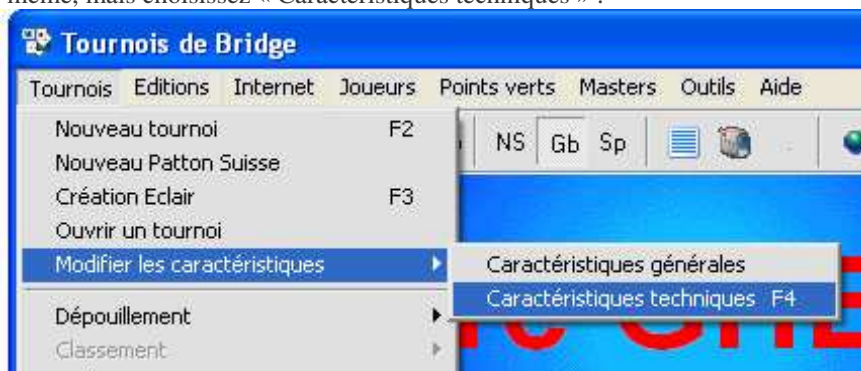 même, mais choisissez « Caractéristiques techniques » :
Tournois de Bridge
Tournois Editions Internet Joueurs Points verts Masters Outils Aide
NS Gb Sp
Nouveau tournoi F2
Nouveau Patton Suisse
Création Eclair F3
Ouvrir un tournoi
Modifier les caractéristiques
Caractéristiques générales
Caractéristiques techniques F4
Dépouillement
Classement